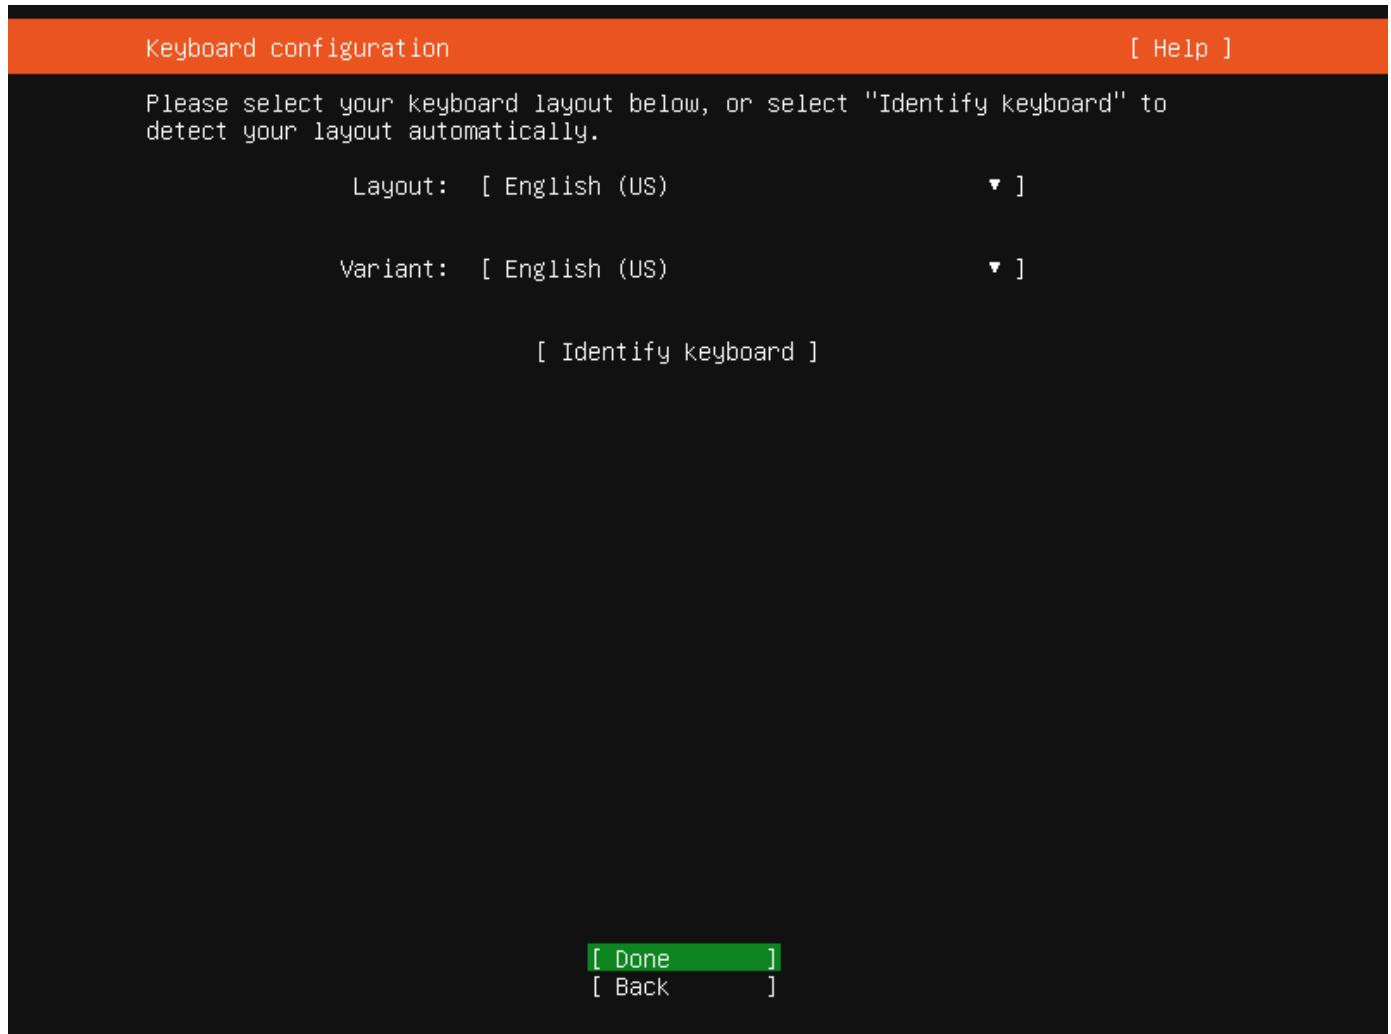 Keyboard configuration [ Help ]
Please select your keyboard layout below, or select "Identify keyboard" to
detect your layout automatically.
Layout: [ English (US) ▾ ]
Variant: [ English (US) ▾ ]
[ Identify keyboard ]
[ Done ]
[ Back ]